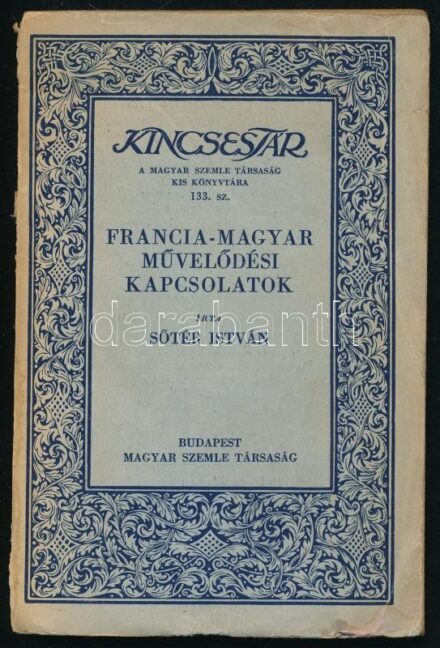 KINCSESTÁR
A MAGYAR SZEMLE TÁRSASÁG
KIS KÖNYVTÁRA
133. SZ.
FRANCIA-MAGYAR
MŰVELŐDÉSI
KAPCSOLATOK
darabanth
ÍRTA
SŐTÉR ISTVÁN
BUDAPEST
MAGYAR SZEMLE TÁRSASÁG